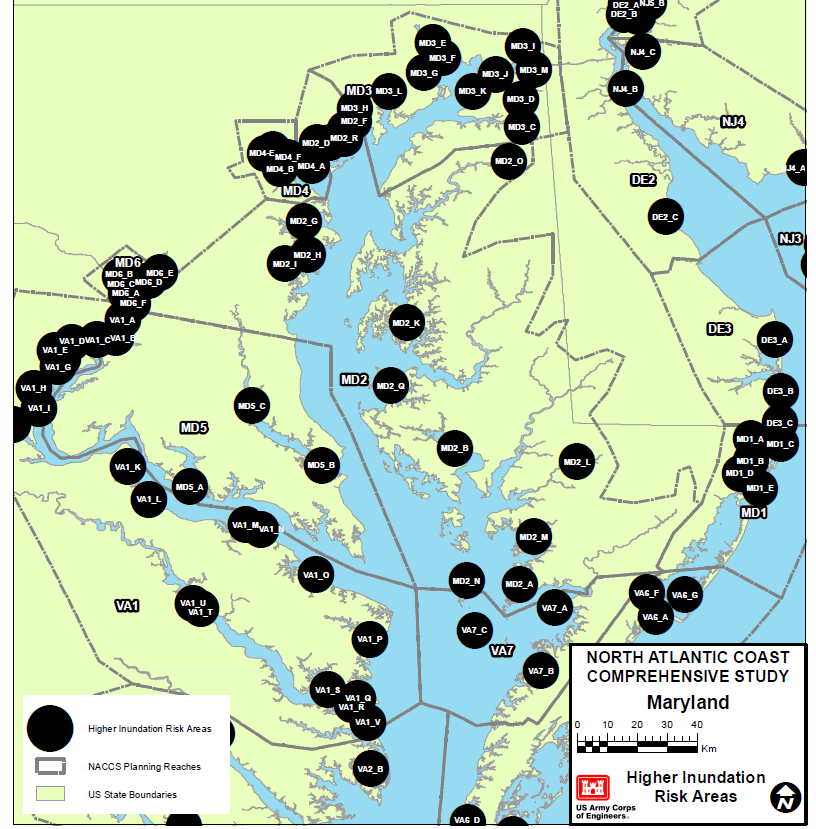 DE2_A
NJ5_B
DE2_B
MD3_E
MD3_I
NJ4_C
MD3_F
MD3_G
MD3_J
MD3_M
MD3
MD3_L
MD3_K
NJ4_B
MD3_D
MD3_H
MD2_F
NJ4
MD3_C
MD2_R
MD2_D
MD4-E
MD4_F
MD4_A
MD4_B
MD2_O
NJ4_A
DE2
MD4
DE2_C
MD2_G
NJ3
MD2_H
MD2_I
MD6
MD6_B
MD6_E
MD6_C
MD6_D
MD6_A
MD6_F
VA1_A
MD2_K
DE3
VA1_D
VA1_C
VA1_B
DE3_A
VA1_E
VA1_G
MD2
MD2_Q
VA1_H
DE3_B
VA1_I
MD5_C
DE3_C
MD5
MD1_A
MD1_C
MD2_B
MD1_B
VA1_K
MD5_B
MD2_L
MD1_D
MD5_A
MD1_E
VA1_L
MD1
VA1_M
VA1_N
MD2_M
VA1_O
MD2_N
MD2_A
VA6_F
VA6_G
VA1
VA1_U
VA1_T
VA7_A
VA6_A
VA7_C
VA1_P
VA7
VA7_B
VA1_S
VA1_Q
VA1_R
VA1_V
VA2_B
VA6_D
Higher Inundation Risk Areas
NACCS Planning Reaches
US State Boundaries
NORTH ATLANTIC COAST
COMPREHENSIVE STUDY
Maryland
0 10 20 30 40
Km
US Army Corps
of Engineers®
Higher Inundation
Risk Areas
N